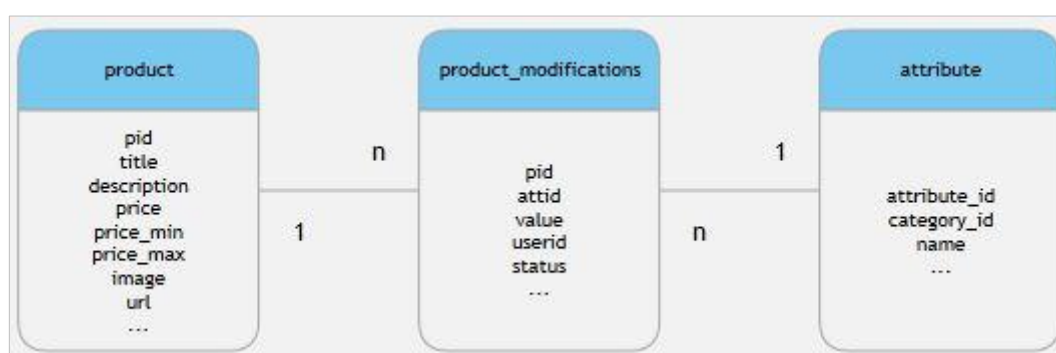 product
pid
title
description
price
price_min
price_max
image
url
...
n
1
product_modifications
pid
attid
value
userid
status
...
1
n
attribute
attribute_id
category_id
name
...